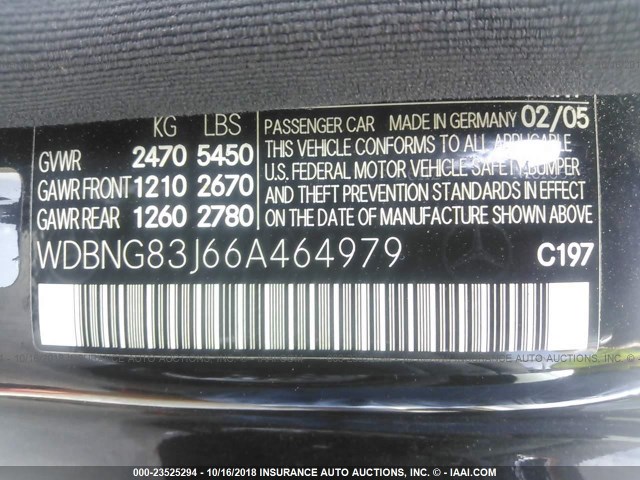 KG LBS
GVWR 2470 5450
GAWR FRONT 1210 2670
GAWR REAR 1260 2780
PASSENGER CAR MADE IN GERMANY 02/05
THIS VEHICLE CONFORMS TO ALL APPLICABLE
U.S. FEDERAL MOTOR VEHICLE SAFETY BUMPER
AND THEFT PREVENTION STANDARDS IN EFFECT
ON THE DATE OF MANUFACTURE SHOWN ABOVE.
WDBNG83J66A464979 C197
INSURANCE AUTO AUCTIONS, INC.
000-23525294 - 10/16/2018 INSURANCE AUTO AUCTIONS - IAAI.COM